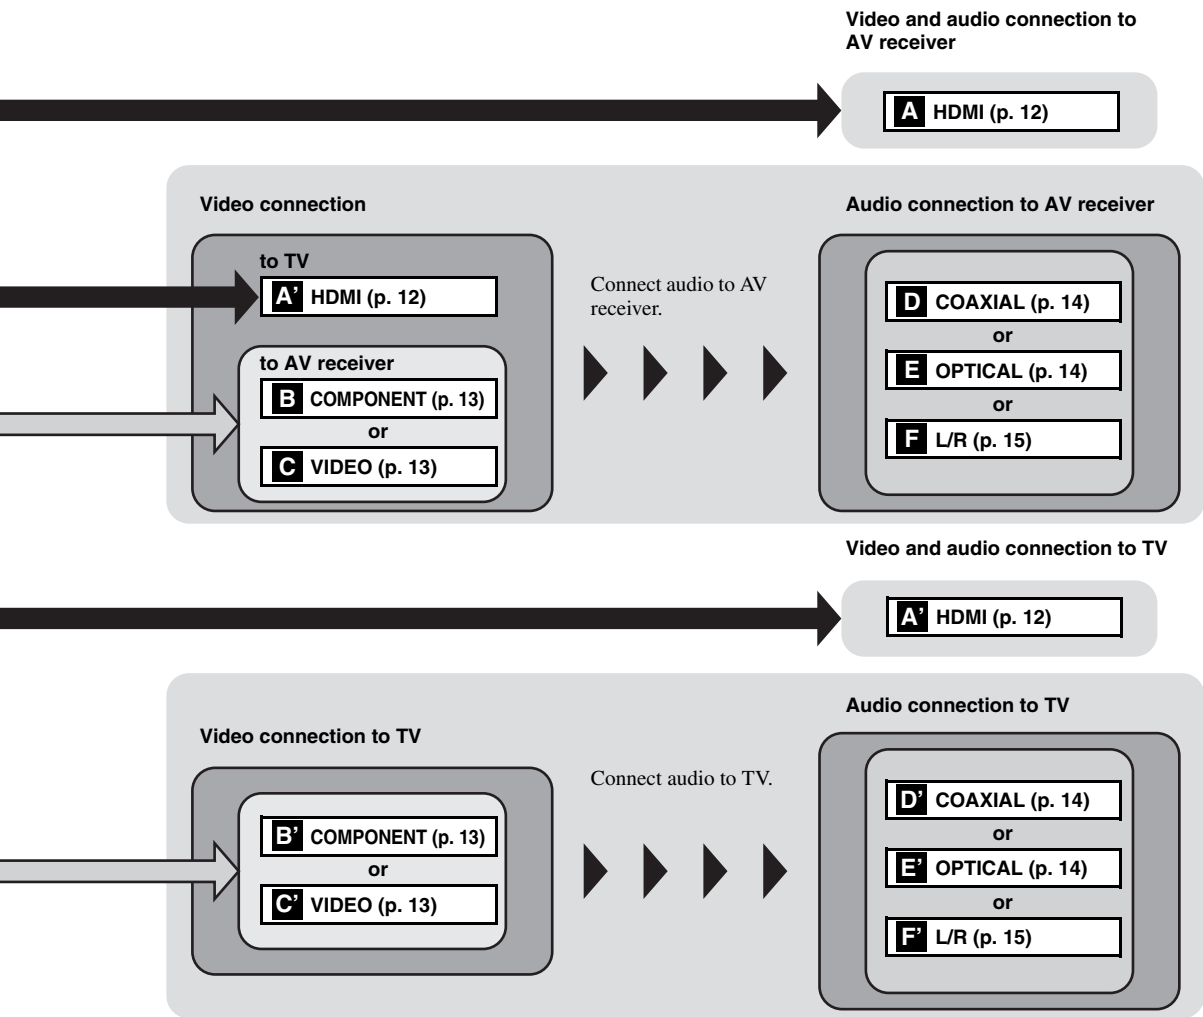 Video and audio connection to
AV receiver
A HDMI (p. 12)
Video connection
to TV
A’ HDMI (p. 12)
to AV receiver
B COMPONENT (p. 13)
or
C VIDEO (p. 13)
Connect audio to AV
receiver.
Audio connection to AV receiver
D COAXIAL (p. 14)
or
E OPTICAL (p. 14)
or
F L/R (p. 15)
Video and audio connection to TV
A’ HDMI (p. 12)
Video connection to TV
B’ COMPONENT (p. 13)
or
C’ VIDEO (p. 13)
Connect audio to TV.
Audio connection to TV
D’ COAXIAL (p. 14)
or
E’ OPTICAL (p. 14)
or
F’ L/R (p. 15)